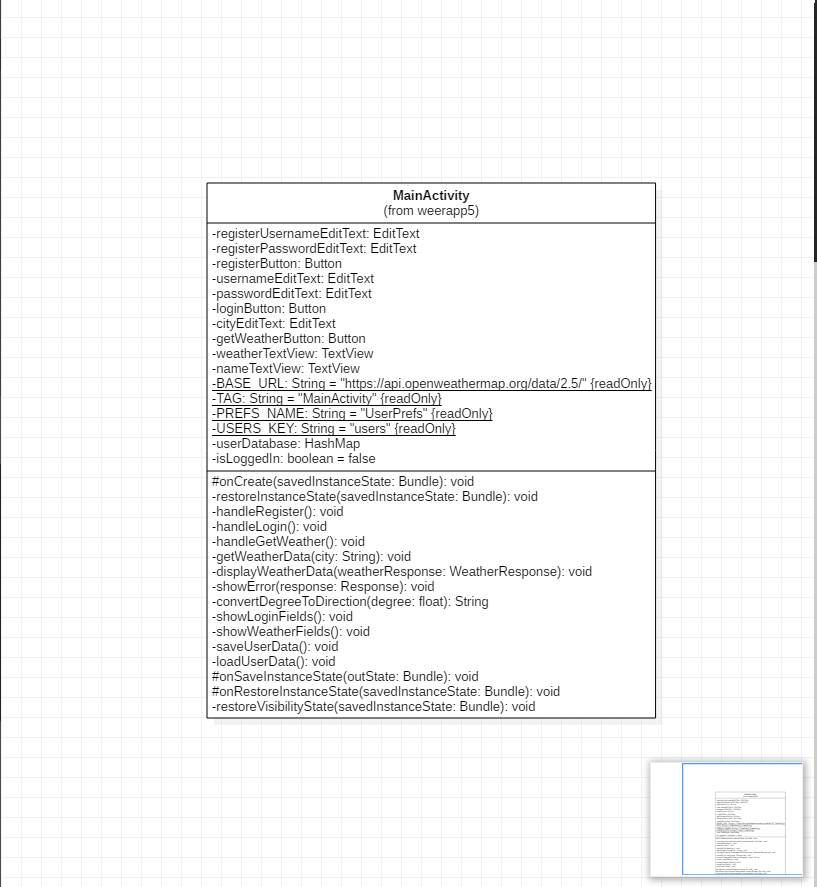 MainActivity
(from weerapp5)
-registerUsernameEditText: EditText
-registerPasswordEditText: EditText
-registerButton: Button
-usernameEditText: EditText
-passwordEditText: EditText
-loginButton: Button
-cityEditText: EditText
-getWeatherButton: Button
-weatherTextView: TextView
-nameTextView: TextView
-BASE_URL: String = "https://api.openweathermap.org/data/2.5/" {readOnly}
-TAG: String = "MainActivity" {readOnly}
-PREFS_NAME: String = "UserPrefs" {readOnly}
-USERS_KEY: String = "users" {readOnly}
-userDatabase: HashMap
-isLoggedIn: boolean = false
#onCreate(savedInstanceState: Bundle): void
-restoreInstanceState(savedInstanceState: Bundle): void
-handleRegister(): void
-handleLogin(): void
-handleGetWeather(): void
-getWeatherData(city: String): void
-displayWeatherData(weatherResponse: WeatherResponse): void
-showError(response: Response): void
-convertDegreeToDirection(degree: float): String
-showLoginFields(): void
-showWeatherFields(): void
-saveUserData(): void
-loadUserData(): void
#onSaveInstanceState(outState: Bundle): void
#onRestoreInstanceState(savedInstanceState: Bundle): void
-restoreVisibilityState(savedInstanceState: Bundle): void